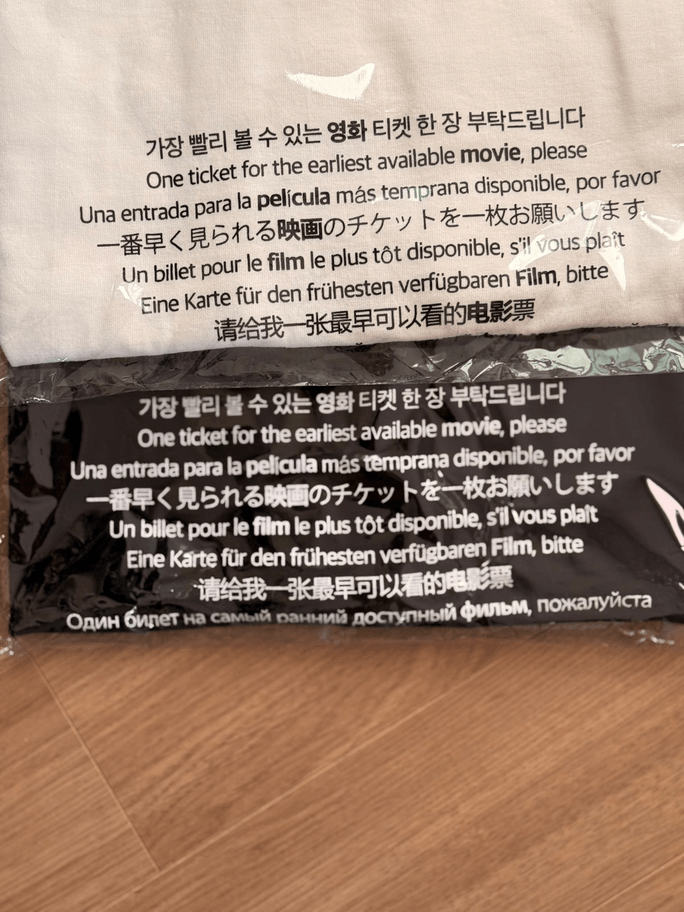 가장 빨리 볼 수 있는 영화 티켓 한 장 부탁드립니다
One ticket for the earliest available movie, please
Una entrada para la película más temprana disponible, por favor
一番早く見られる映画のチケットを一枚お願いします
Un billet pour le film le plus tôt disponible, s'il vous plaît
Eine Karte für den frühesten verfügbaren Film, bitte
请给我一张最早可以看的电影票
가장 빨리 볼 수 있는 영화 티켓 한 장 부탁드립니다
One ticket for the earliest available movie, please
Una entrada para la película más temprana disponible, por favor
一番早く見られる映画のチケットを一枚お願いします
Un billet pour le film le plus tôt disponible, s'il vous plaît
Eine Karte für den frühesten verfügbaren Film, bitte
请给我一张最早可以看的电影票
Один билет на самый ранний доступный фильм, пожалуйста